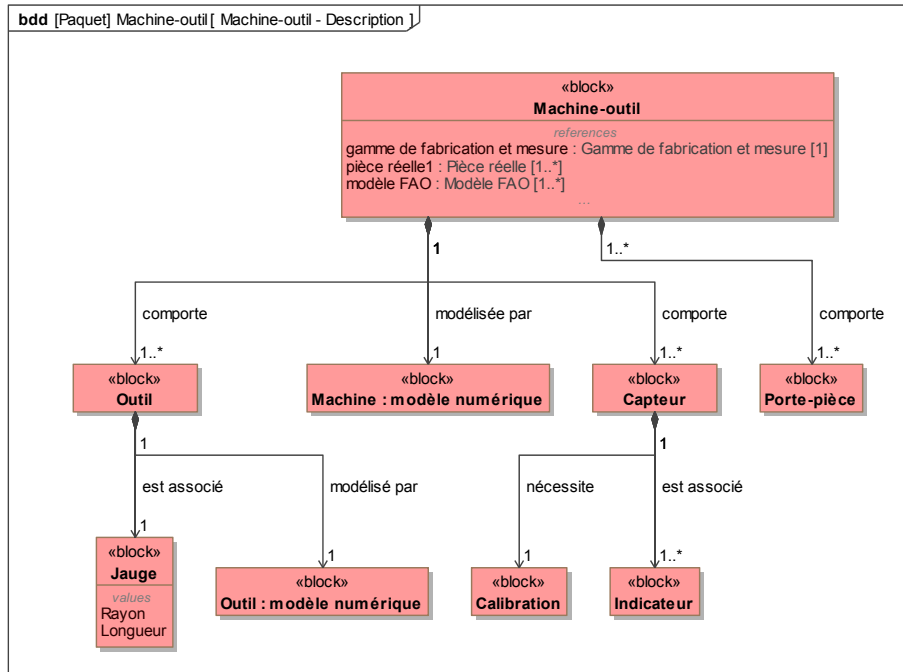 bdd [Paquet] Machine-outil [ Machine-outil - Description ]
«block»
Machine-outil
references
gamme de fabrication et mesure : Gamme de fabrication et mesure [1]
pièce réelle1 : Pièce réelle [1..*]
modèle FAO : Modèle FAO [1..*]
...
1
1..*
comporte
modélisée par
comporte
comporte
1..*
1
1..*
1..*
«block»
Outil
«block»
Machine : modèle numérique
«block»
Capteur
«block»
Porte-pièce
1
1
est associé
modélisé par
nécessite
est associé
1
1
1
1..*
«block»
Jauge
values
Rayon
Longueur
«block»
Outil : modèle numérique
«block»
Calibration
«block»
Indicateur